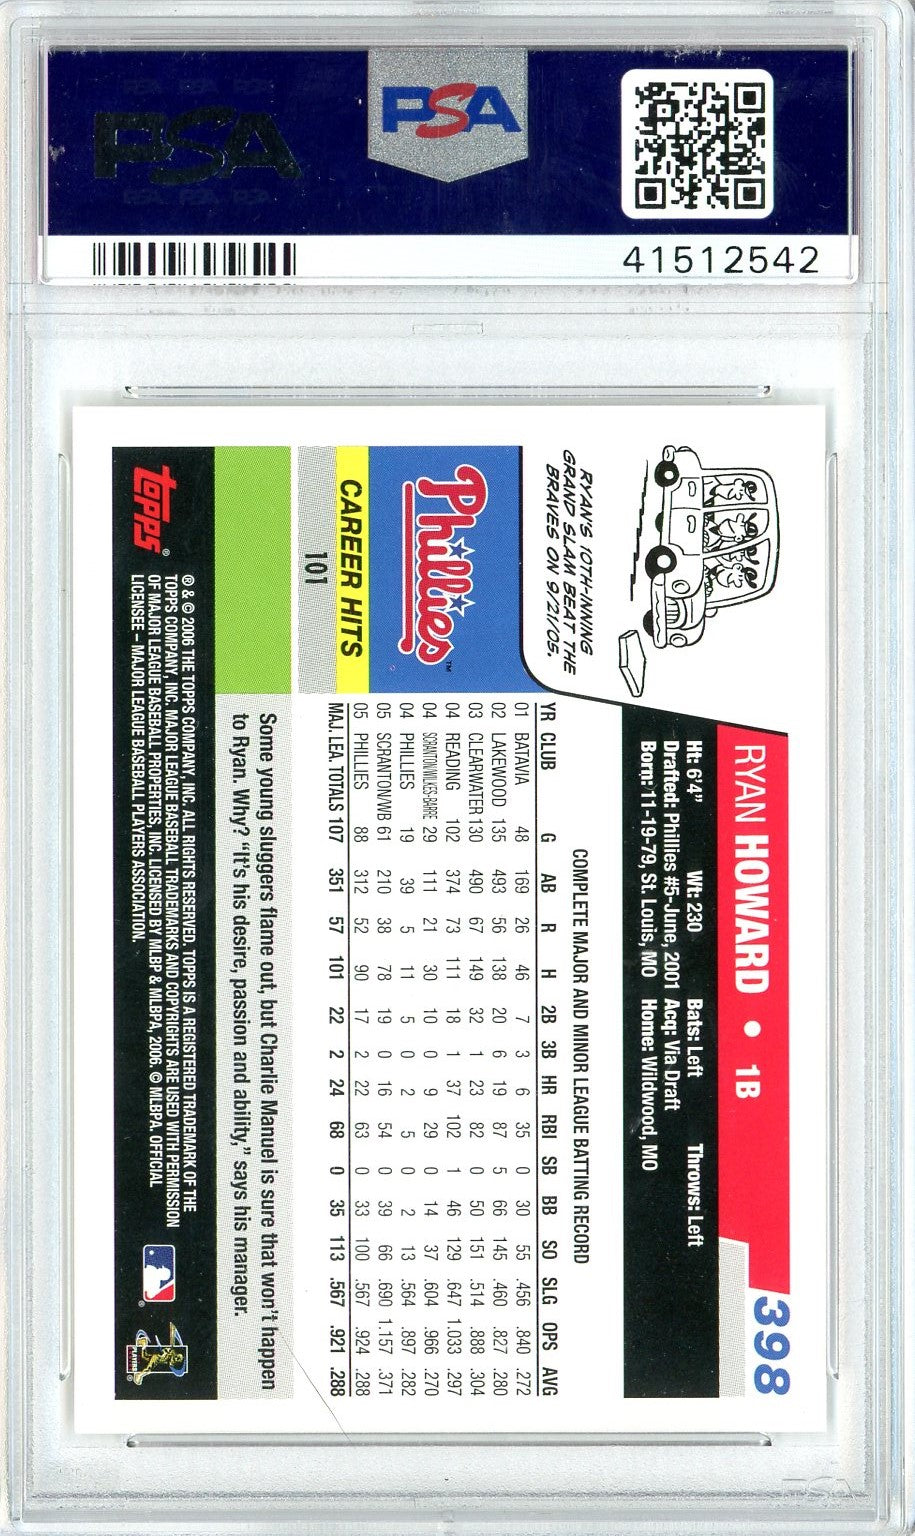 PSA
PSA
41512542
RYAN HOWARD • 1B
398
Ht: 6'4" Wt: 230 Bats: Left Throws: Left
Drafted: Phillies #5-June, 2001 Acq: Via Draft
Born: 11-19-79, St. Louis, MO Home: Wildwood, MO
RYAN'S 10TH-INNING
GRAND SLAM BEAT THE
BRAVES ON 9/21/05.
COMPLETE MAJOR AND MINOR LEAGUE BATTING RECORD
YR CLUB G AB R H 2B 3B HR RBI SB BB SO SLG OPS AVG
01 BATAVIA 48 169 26 46 7 3 6 35 0 30 55 .456 .840 .272
02 LAKEWOOD 135 493 56 138 20 6 19 87 5 66 145 .460 .827 .280
03 CLEARWATER 130 490 67 149 32 1 23 82 0 50 151 .514 .888 .304
04 READING 102 374 73 111 18 1 37 102 1 46 129 .647 1.033 .297
04 SCRANTON/WILKES-BARRE 29 111 21 30 10 0 9 29 0 14 37 .604 .966 .270
04 PHILLIES 19 39 5 11 5 0 2 5 0 2 13 .564 .897 .282
05 SCRANTON/WB 61 210 38 78 19 0 16 54 0 39 66 .690 1.157 .371
05 PHILLIES 88 312 52 90 17 2 22 63 0 33 100 .567 .924 .288
MAJ. LEA. TOTALS 107 351 57 101 22 2 24 68 0 35 113 .567 .921 .288
Phillies™
CAREER HITS
101
Some young sluggers flame out, but Charlie Manuel is sure that won't happen
to Ryan. Why? "It's his desire, passion and ability," says his manager.
topps®
® & © 2006 THE TOPPS COMPANY, INC. ALL RIGHTS RESERVED. TOPPS IS A REGISTERED TRADEMARK OF THE
TOPPS COMPANY, INC. MAJOR LEAGUE BASEBALL TRADEMARKS AND COPYRIGHTS ARE USED WITH PERMISSION
OF MAJOR LEAGUE BASEBALL PROPERTIES, INC. LICENSED BY MLBP & MLBPA, 2006. © MLBPA. OFFICIAL
LICENSEE – MAJOR LEAGUE BASEBALL PLAYERS ASSOCIATION.
PLAYERS